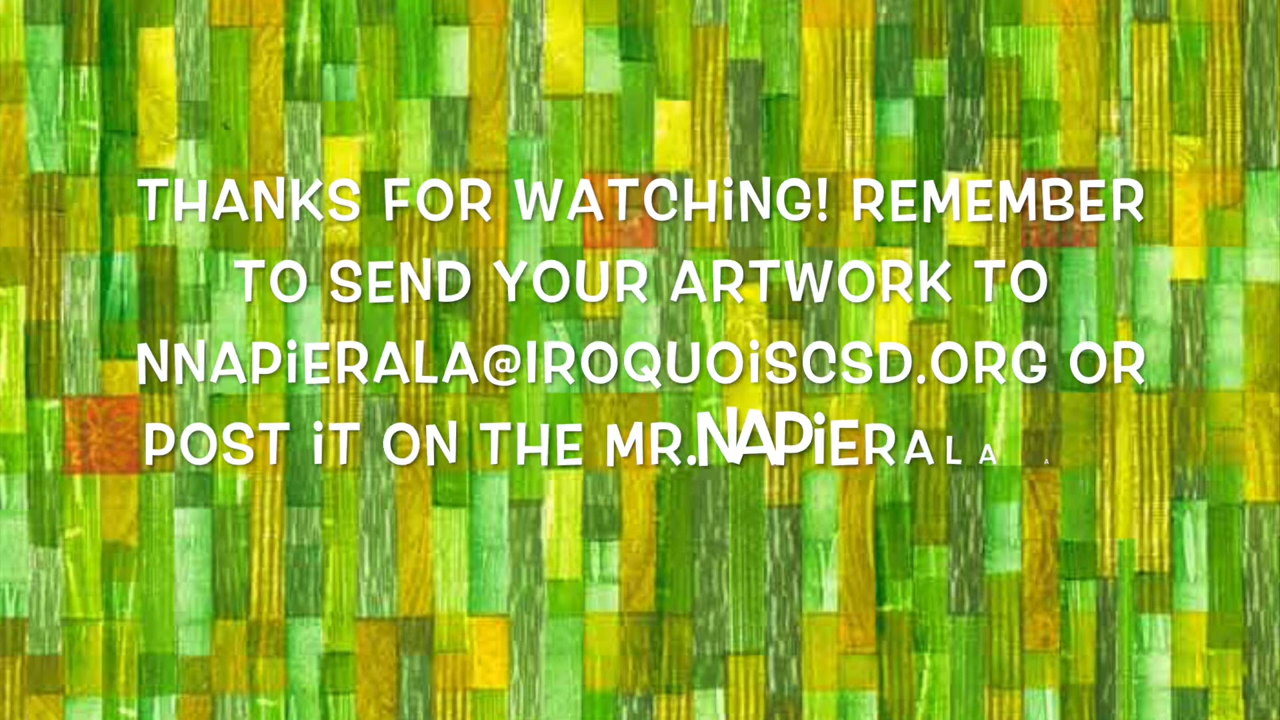 THANKS FOR WATCHiNG! REMEMBER
TO SEND YOUR ARTWORK TO
NNAPiERALA@IROQUOiSCSD.ORG OR
POST iT ON THE MR.NAPiERALA A